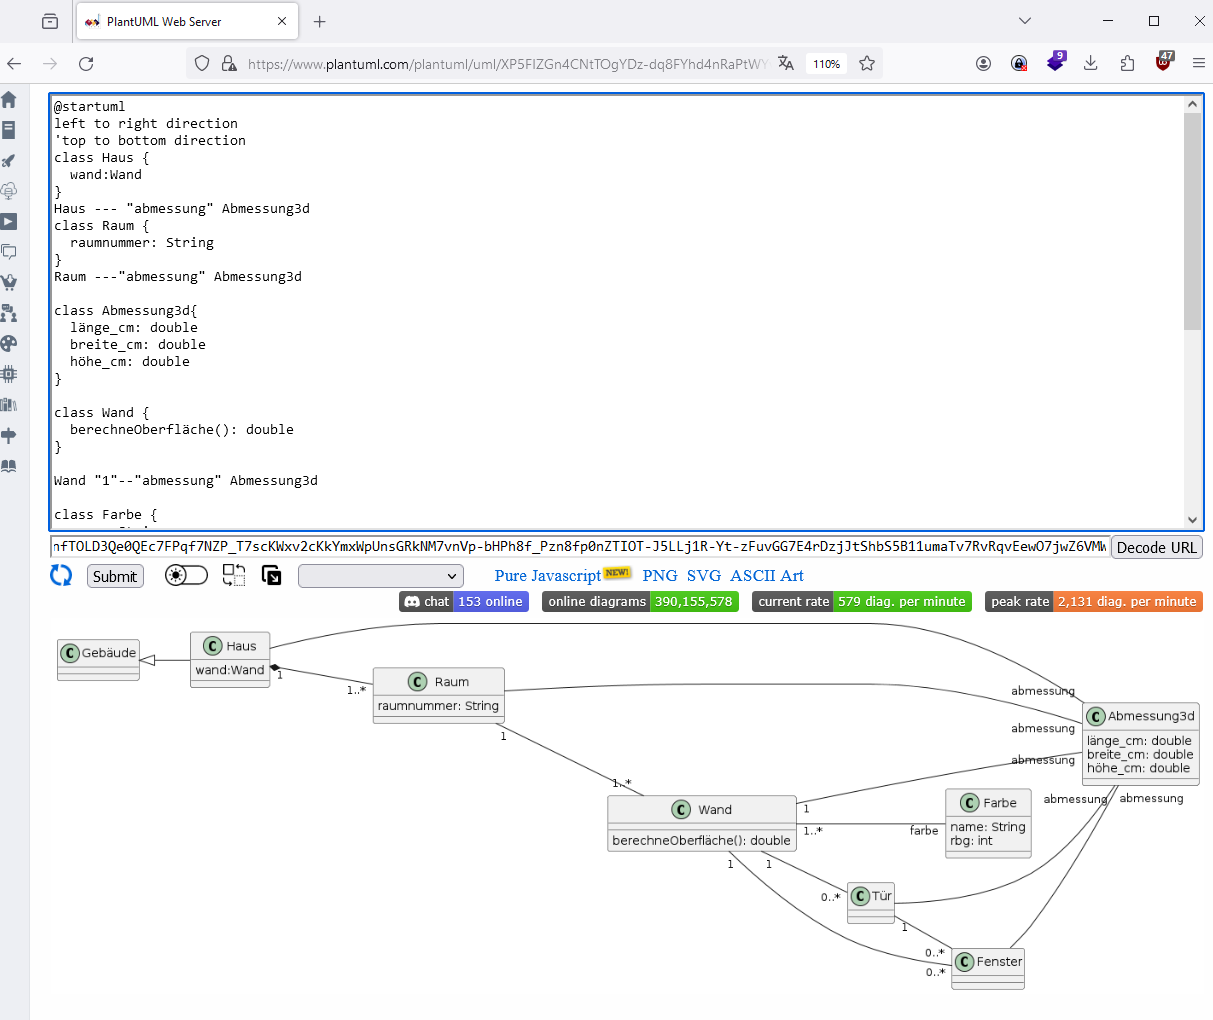 PlantUML Web Server
https://www.plantuml.com/plantuml/uml/XP5FIZGn4CNtTOgYDz-dq8FYhd4nRaPtWY
110%
9
47
@startuml
left to right direction
'top to bottom direction
class Haus {
wand:Wand
}
Haus --- "abmessung" Abmessung3d
class Raum {
raumnummer: String
}
Raum ---"abmessung" Abmessung3d
class Abmessung3d{
länge_cm: double
breite_cm: double
höhe_cm: double
}
class Wand {
berechneOberfläche(): double
}
Wand "1"--"abmessung" Abmessung3d
class Farbe {
nfTOLD3Qe0QEc7FPqf7NZP_T7scKWxv2cKkYmxWpUnsGRkNM7vnVp-bHPh8f_Pzn8fp0nZTIOT-J5LLj1R-Yt-zFuvGG7E4rDzjJtShbS5B11umaTv7RvRqvEewO7jwZ6VMW
Decode URL
Submit
Pure Javascript NEW! PNG SVG ASCII Art
chat 153 online online diagrams 390,155,578 current rate 579 diag. per minute peak rate 2,131 diag. per minute
C Gebäude
C Haus
wand:Wand
1
1..*
C Raum
raumnummer: String
abmessung
C Abmessung3d
länge_cm: double
breite_cm: double
höhe_cm: double
abmessung
1
abmessung
1..*
C Wand
berechneOberfläche(): double
1
1..*
farbe
C Farbe
name: String
rbg: int
abmessung
abmessung
1
1
0..*
C Tür
1
0..*
0..*
C Fenster